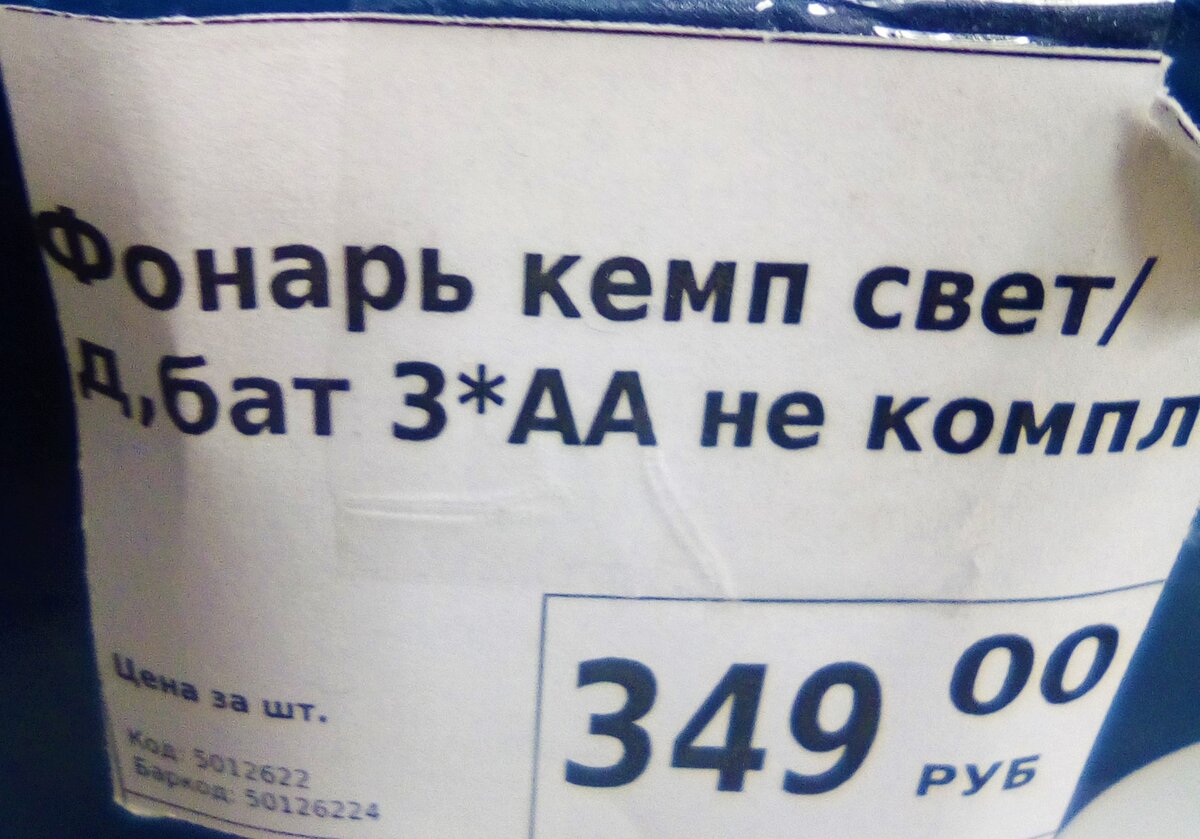 Фонарь кемп свет/
д,бат 3*АА не компл
Цена за шт.
349 00
РУБ
Код: 5012622
Баркод: 50126224